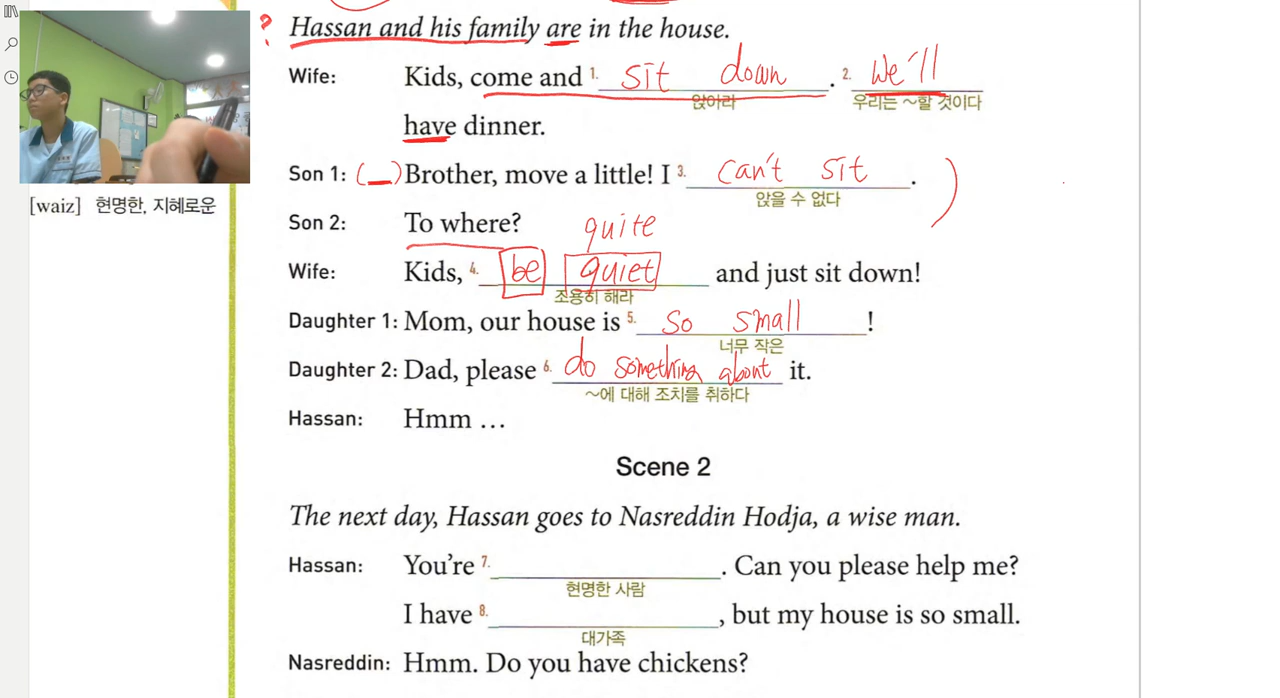 ? Hassan and his family are in the house.
Wife: Kids, come and 1. sit down . 2. We'll
앉아라 우리는 ~할 것이다
have dinner.
Son 1: ( ) Brother, move a little! I 3. can't sit .
[waiz] 현명한, 지혜로운
앉을 수 없다
Son 2: To where? quite
Wife: Kids, 4. be quiet and just sit down!
조용히 해라
Daughter 1: Mom, our house is 5. so small !
너무 작은
Daughter 2: Dad, please 6. do something about it.
~에 대해 조치를 취하다
Hassan: Hmm …
Scene 2
The next day, Hassan goes to Nasreddin Hodja, a wise man.
Hassan: You're 7. . Can you please help me?
현명한 사람
I have 8. , but my house is so small.
대가족
Nasreddin: Hmm. Do you have chickens?